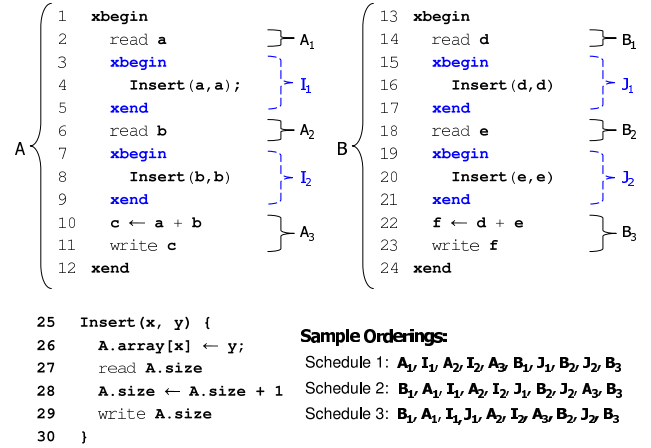 A
1 xbegin
2 read a A1
3 xbegin
4 Insert(a,a); I1
5 xend
6 read b A2
7 xbegin
8 Insert(b,b) I2
9 xend
10 c ← a + b A3
11 write c
12 xend
B
13 xbegin
14 read d B1
15 xbegin
16 Insert(d,d) J1
17 xend
18 read e B2
19 xbegin
20 Insert(e,e) J2
21 xend
22 f ← d + e B3
23 write f
24 xend
25 Insert(x, y) {
26 A.array[x] ← y;
27 read A.size
28 A.size ← A.size + 1
29 write A.size
30 }
Sample Orderings:
Schedule 1: A1, I1, A2, I2, A3, B1, J1, B2, J2, B3
Schedule 2: B1, A1, I1, A2, I2, J1, B2, J2, A3, B3
Schedule 3: B1, A1, I1, J1, A2, I2, A3, B2, J2, B3